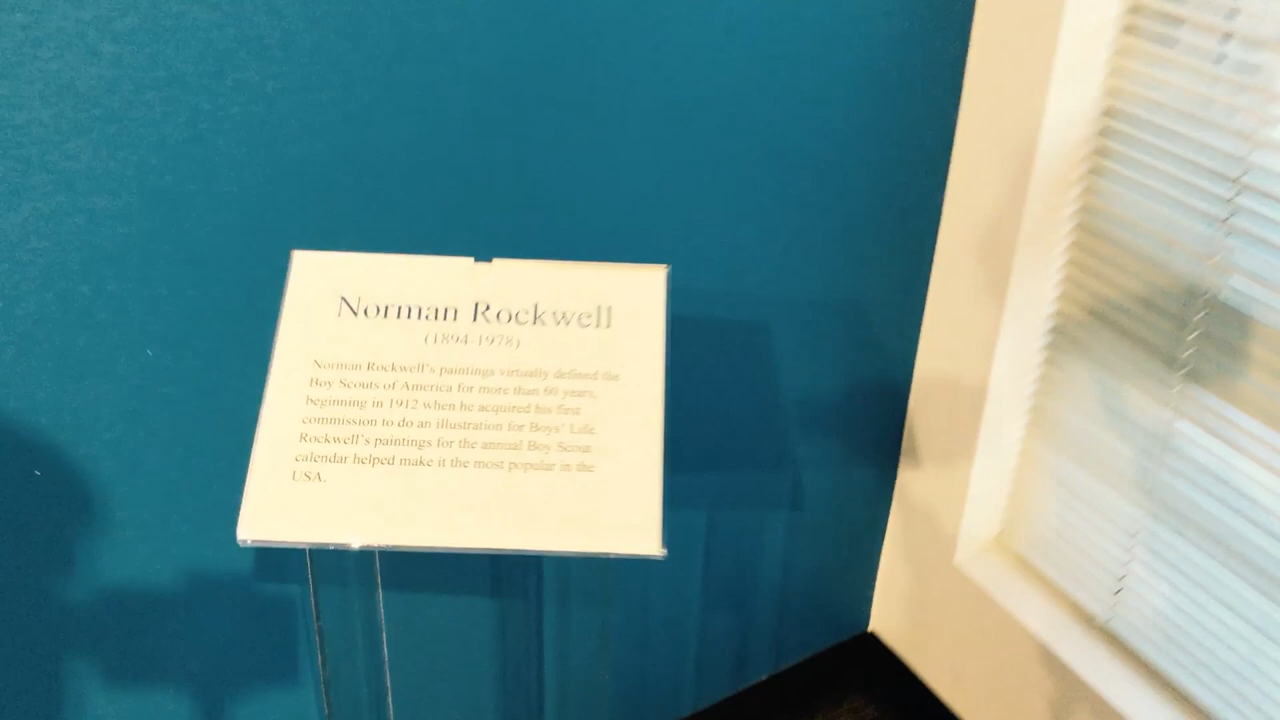 Norman Rockwell
(1894-1978)
Norman Rockwell's paintings virtually defined the
Boy Scouts of America for more than 60 years,
beginning in 1912 when he acquired his first
commission to do an illustration for Boys' Life.
Rockwell's paintings for the annual Boy Scout
calendar helped make it the most popular in the
USA.